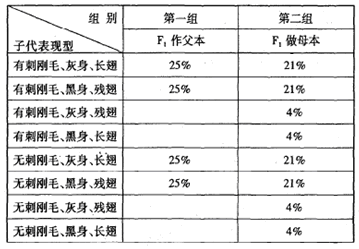 组 别 第一组 第二组
子代表现型 F₁作父本 F₁做母本
有刺刚毛、灰身、长翅 25% 21%
有刺刚毛、黑身、残翅 25% 21%
有刺刚毛、灰身、残翅 4%
有刺刚毛、黑身、长翅 4%
无刺刚毛、灰身、长翅 25% 21%
无刺刚毛、黑身、残翅 25% 21%
无刺刚毛、灰身、残翅 4%
无刺刚毛、黑身、长翅 4%